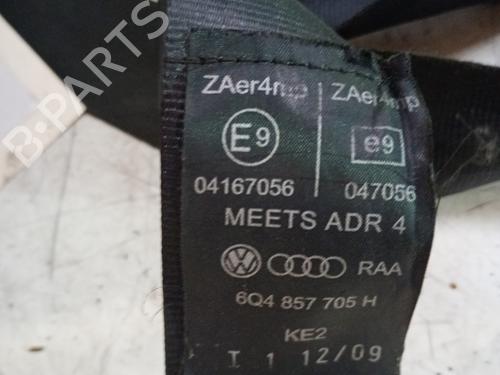 B-PARTS
ZAer4mp ZAer4mp
E9 e9
04167056 047056
MEETS ADR 4
RAA
6Q4 857 705 H
KE2
I 1 12/09